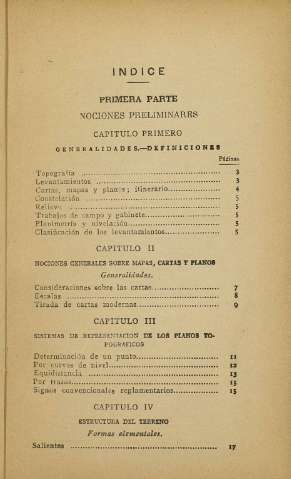 INDICE
PRIMERA PARTE
NOCIONES PRELIMINARES
CAPITULO PRIMERO
GENERALIDADES.—DEFINICIONES
Páginas
Topografía ........ 3
Levantamientos ........ 3
Cartas, mapas y planos; itinerario ........ 4
Constelación ........ 5
Relieve ........ 5
Trabajos de campo y gabinete ........ 5
Planimetría y nivelación ........ 5
Clasificación de los levantamientos ........ 5
CAPITULO II
NOCIONES GENERALES SOBRE MAPAS, CARTAS Y PLANOS
Generalidades.
Consideraciones sobre las cartas ........ 7
Escalas ........ 8
Tirada de cartas modernas ........ 9
CAPITULO III
SISTEMAS DE REPRESENTACION DE LOS PLANOS TO-
POGRAFICOS
Determinación de un punto ........ 11
Por curvas de nivel ........ 12
Equidistancia ........ 13
Por trazos ........ 15
Signos convencionales reglamentarios ........ 15
CAPITULO IV
ESTRUCTURA DEL TERRENO
Formas elementales.
Salientes ........ 17